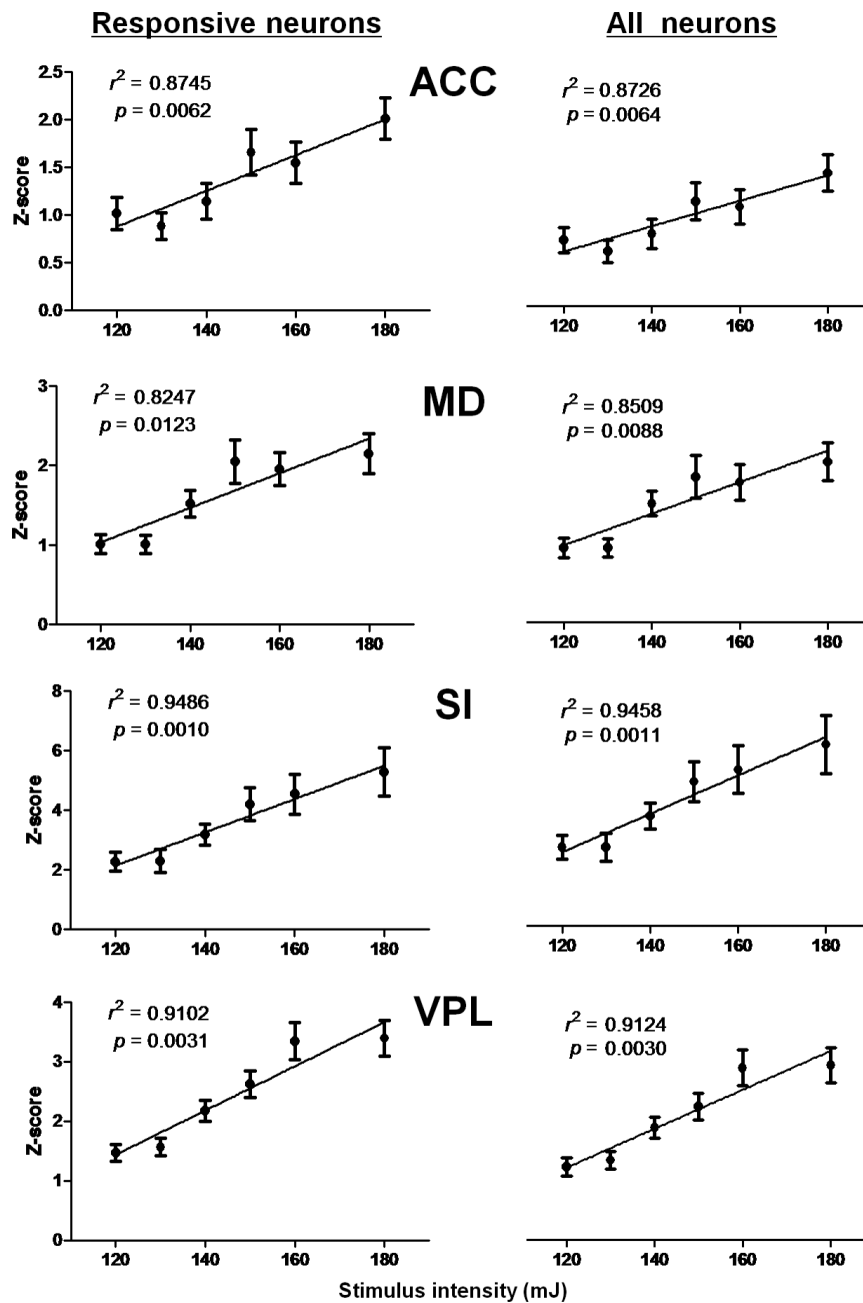 Responsive neurons
All neurons
ACC
r² = 0.8745
p = 0.0062
Z-score
2.5
2.0
1.5
1.0
0.5
0.0
120 140 160 180
r² = 0.8726
p = 0.0064
120 140 160 180
MD
r² = 0.8247
p = 0.0123
Z-score
3
2
1
0
120 140 160 180
r² = 0.8509
p = 0.0088
120 140 160 180
SI
r² = 0.9486
p = 0.0010
Z-score
8
6
4
2
0
120 140 160 180
r² = 0.9458
p = 0.0011
120 140 160 180
VPL
r² = 0.9102
p = 0.0031
Z-score
4
3
2
1
0
120 140 160 180
r² = 0.9124
p = 0.0030
120 140 160 180
Stimulus intensity (mJ)